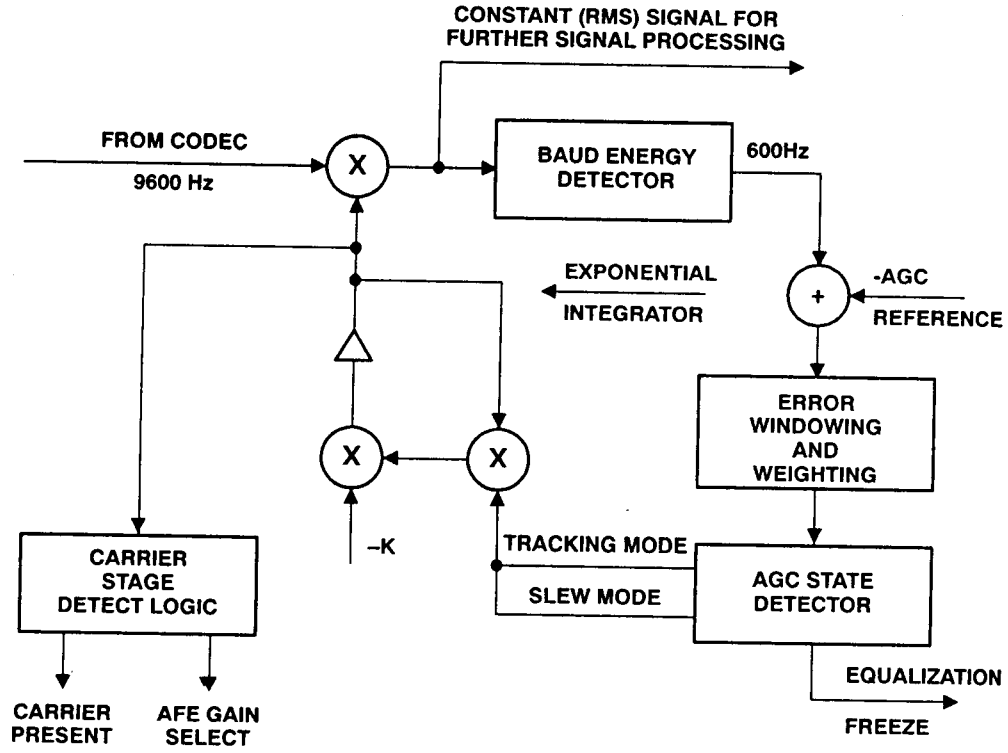 CONSTANT (RMS) SIGNAL FOR
FURTHER SIGNAL PROCESSING
FROM CODEC
9600 Hz
X
BAUD ENERGY
DETECTOR
600Hz
EXPONENTIAL
INTEGRATOR
+
-AGC
REFERENCE
ERROR
WINDOWING
AND
WEIGHTING
X
X
–K
TRACKING MODE
SLEW MODE
AGC STATE
DETECTOR
CARRIER
STAGE
DETECT LOGIC
EQUALIZATION
FREEZE
CARRIER
PRESENT
AFE GAIN
SELECT